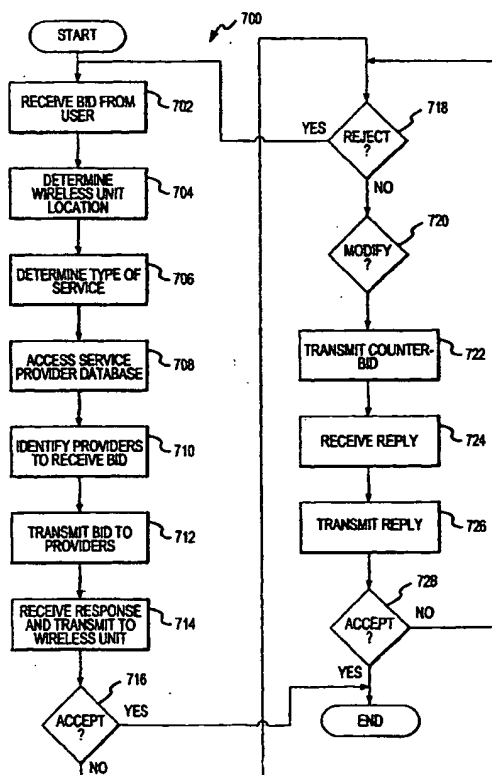 START
700
RECEIVE BID FROM
USER
702
DETERMINE
WIRELESS UNIT
LOCATION
704
DETERMINE TYPE OF
SERVICE
706
ACCESS SERVICE
PROVIDER DATABASE
708
IDENTIFY PROVIDERS
TO RECEIVE BID
710
TRANSMIT BID TO
PROVIDERS
712
RECEIVE RESPONSE
AND TRANSMIT TO
WIRELESS UNIT
714
716
ACCEPT
?
YES
NO
718
YES
REJECT
?
NO
720
MODIFY
?
TRANSMIT COUNTER-
BID
722
RECEIVE REPLY
724
TRANSMIT REPLY
726
728
ACCEPT
?
NO
YES
END